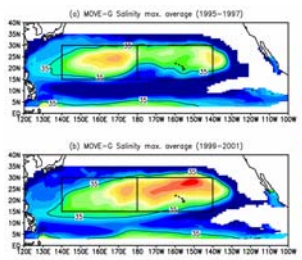 (a) MOVE-G Salinity max. average (1995-1997)
40N
35N
30N
25N
20N
15N
10N
5N
EQ
35
35
35
35
35
120E 130E 140E 150E 160E 170E 180 170W 160W 150W 140W 130W 120W 110W 100W
(b) MOVE-G Salinity max. average (1999-2001)
40N
35N
30N
25N
20N
15N
10N
5N
EQ
35
35
35
35
35
120E 130E 140E 150E 160E 170E 180 170W 160W 150W 140W 130W 120W 110W 100W